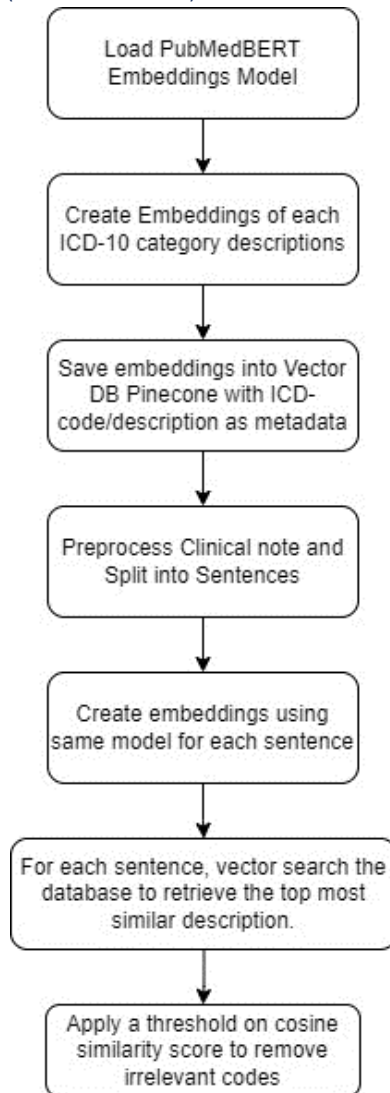 Load PubMedBERT
Embeddings Model
Create Embeddings of each
ICD-10 category descriptions
Save embeddings into Vector
DB Pinecone with ICD-
code/description as metadata
Preprocess Clinical note and
Split into Sentences
Create embeddings using
same model for each sentence
For each sentence, vector search the
database to retrieve the top most
similar description.
Apply a threshold on cosine
similarity score to remove
irrelevant codes